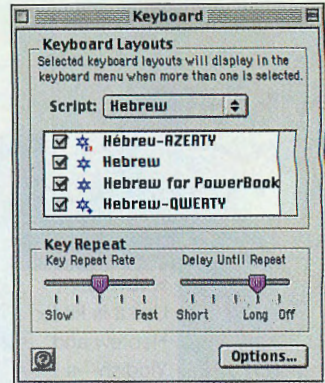 Keyboard
Keyboard Layouts
Selected keyboard layouts will display in the
keyboard menu when more than one is selected.
Script: Hebrew
Hébreu-AZERTY
Hebrew
Hebrew for PowerBook
Hebrew-QWERTY
Key Repeat
Key Repeat Rate Delay Until Repeat
Slow Fast Short Long Off
? Options...